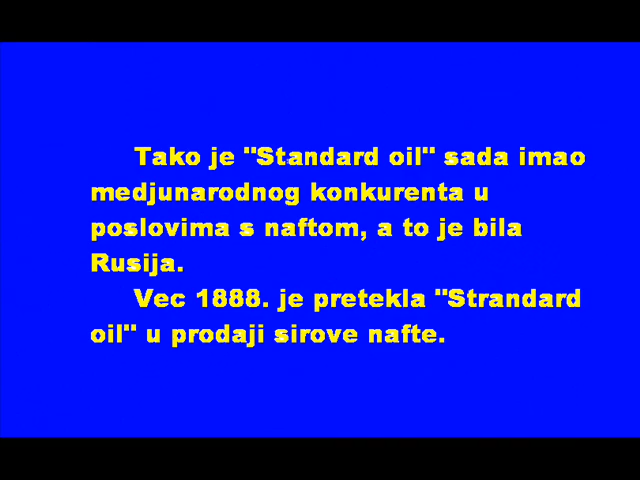 Tako je "Standard oil" sada imao
medjunarodnog konkurenta u
poslovima s naftom, a to je bila
Rusija.
Vec 1888. je pretekla "Strandard
oil" u prodaji sirove nafte.